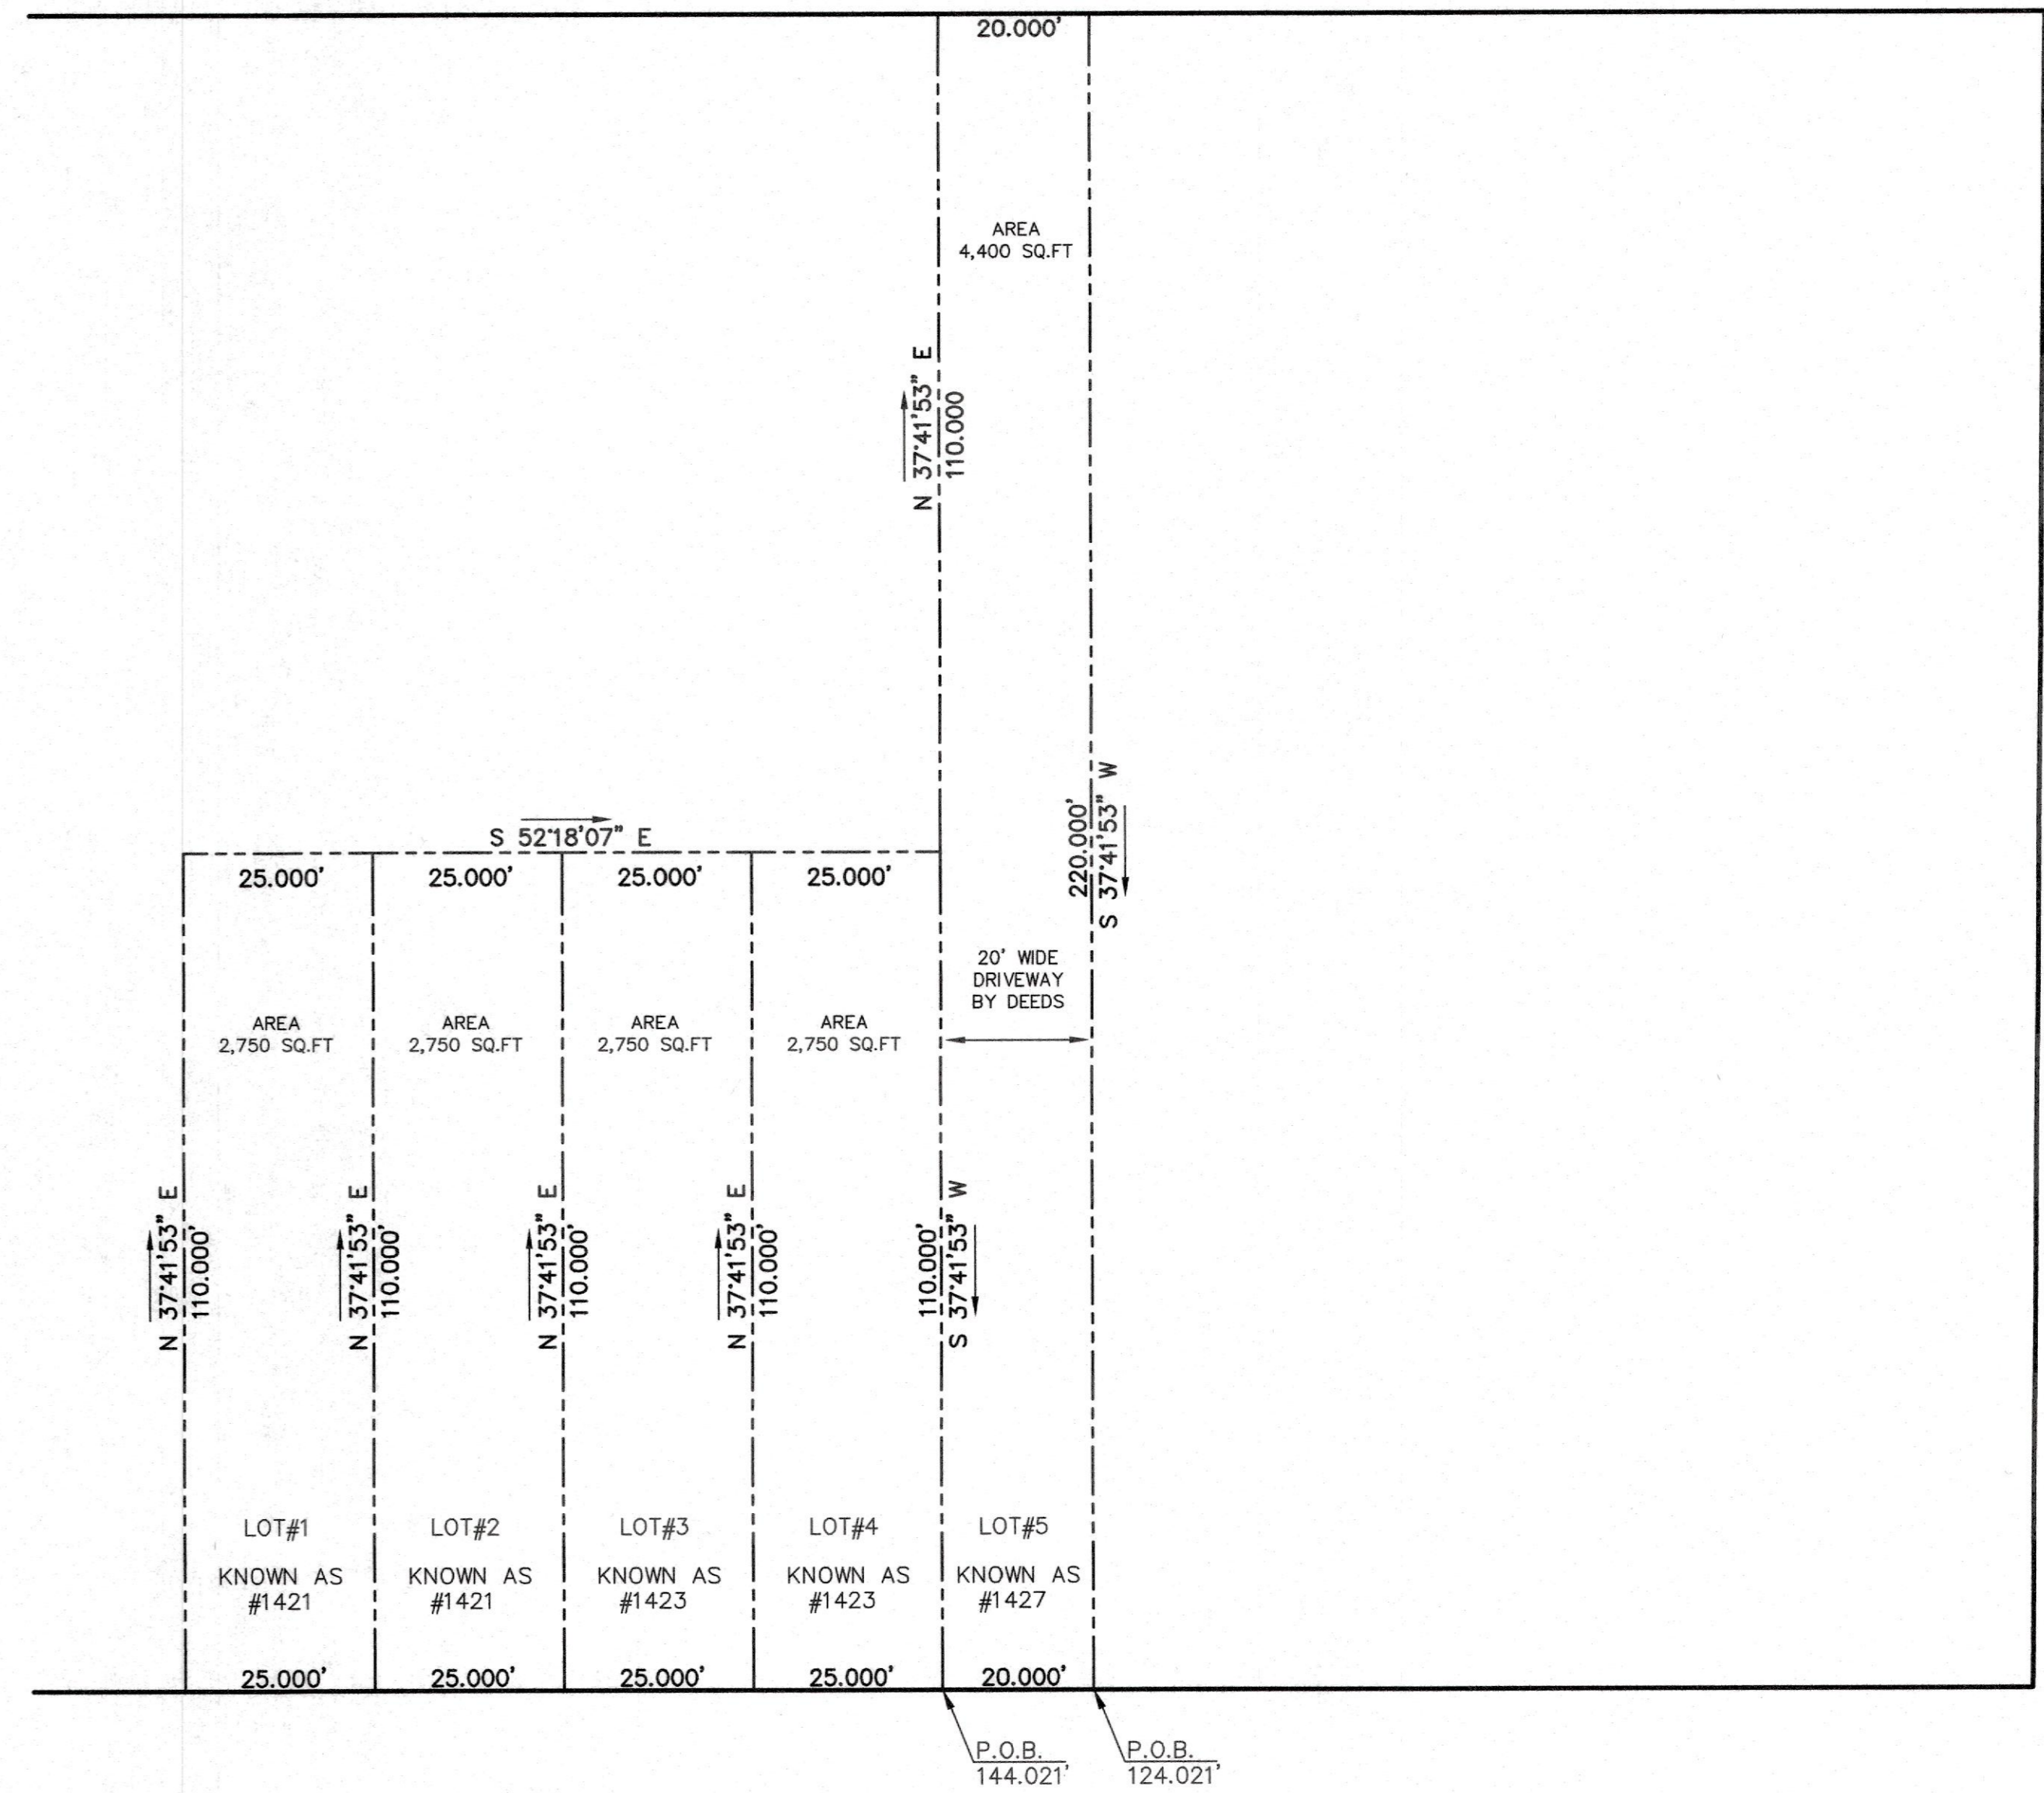 20.000'
AREA
4,400 SQ.FT
N 37°41'53" E
110.000
S 52°18'07" E
25.000'
25.000'
25.000'
25.000'
220.000'
S 37°41'53" W
20' WIDE
DRIVEWAY
BY DEEDS
AREA
2,750 SQ.FT
AREA
2,750 SQ.FT
AREA
2,750 SQ.FT
AREA
2,750 SQ.FT
N 37°41'53" E
110.000'
N 37°41'53" E
110.000'
N 37°41'53" E
110.000'
N 37°41'53" E
110.000'
110.000'
S 37°41'53" W
LOT#1
KNOWN AS
#1421
LOT#2
KNOWN AS
#1421
LOT#3
KNOWN AS
#1423
LOT#4
KNOWN AS
#1423
LOT#5
KNOWN AS
#1427
25.000'
25.000'
25.000'
25.000'
20.000'
P.O.B.
144.021'
P.O.B.
124.021'